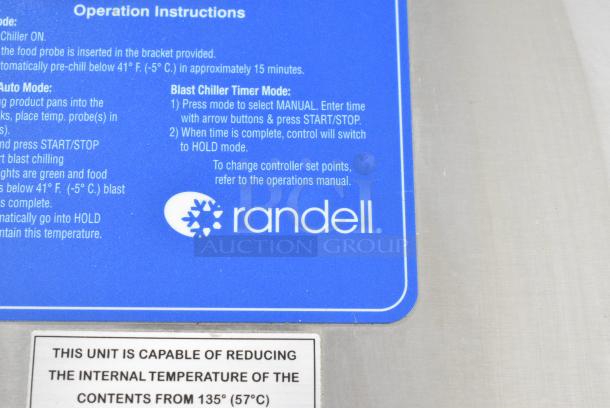 Operation Instructions
ode:
Chiller ON.
the food probe is inserted in the bracket provided.
tomatically pre-chill below 41° F. (-5° C.) in approximately 15 minutes.
Auto Mode:
ng product pans into the
ks, place temp. probe(s) in
s).
nd press START/STOP
rt blast chilling
ghts are green and food
s below 41° F. (-5° C.) blast
s complete.
matically go into HOLD
ntain this temperature.
Blast Chiller Timer Mode:
1) Press mode to select MANUAL. Enter time
with arrow buttons & press START/STOP.
2) When time is complete, control will switch
to HOLD mode.
To change controller set points,
refer to the operations manual.
randell.
AUCTION GROUP
THIS UNIT IS CAPABLE OF REDUCING
THE INTERNAL TEMPERATURE OF THE
CONTENTS FROM 135° (57°C)